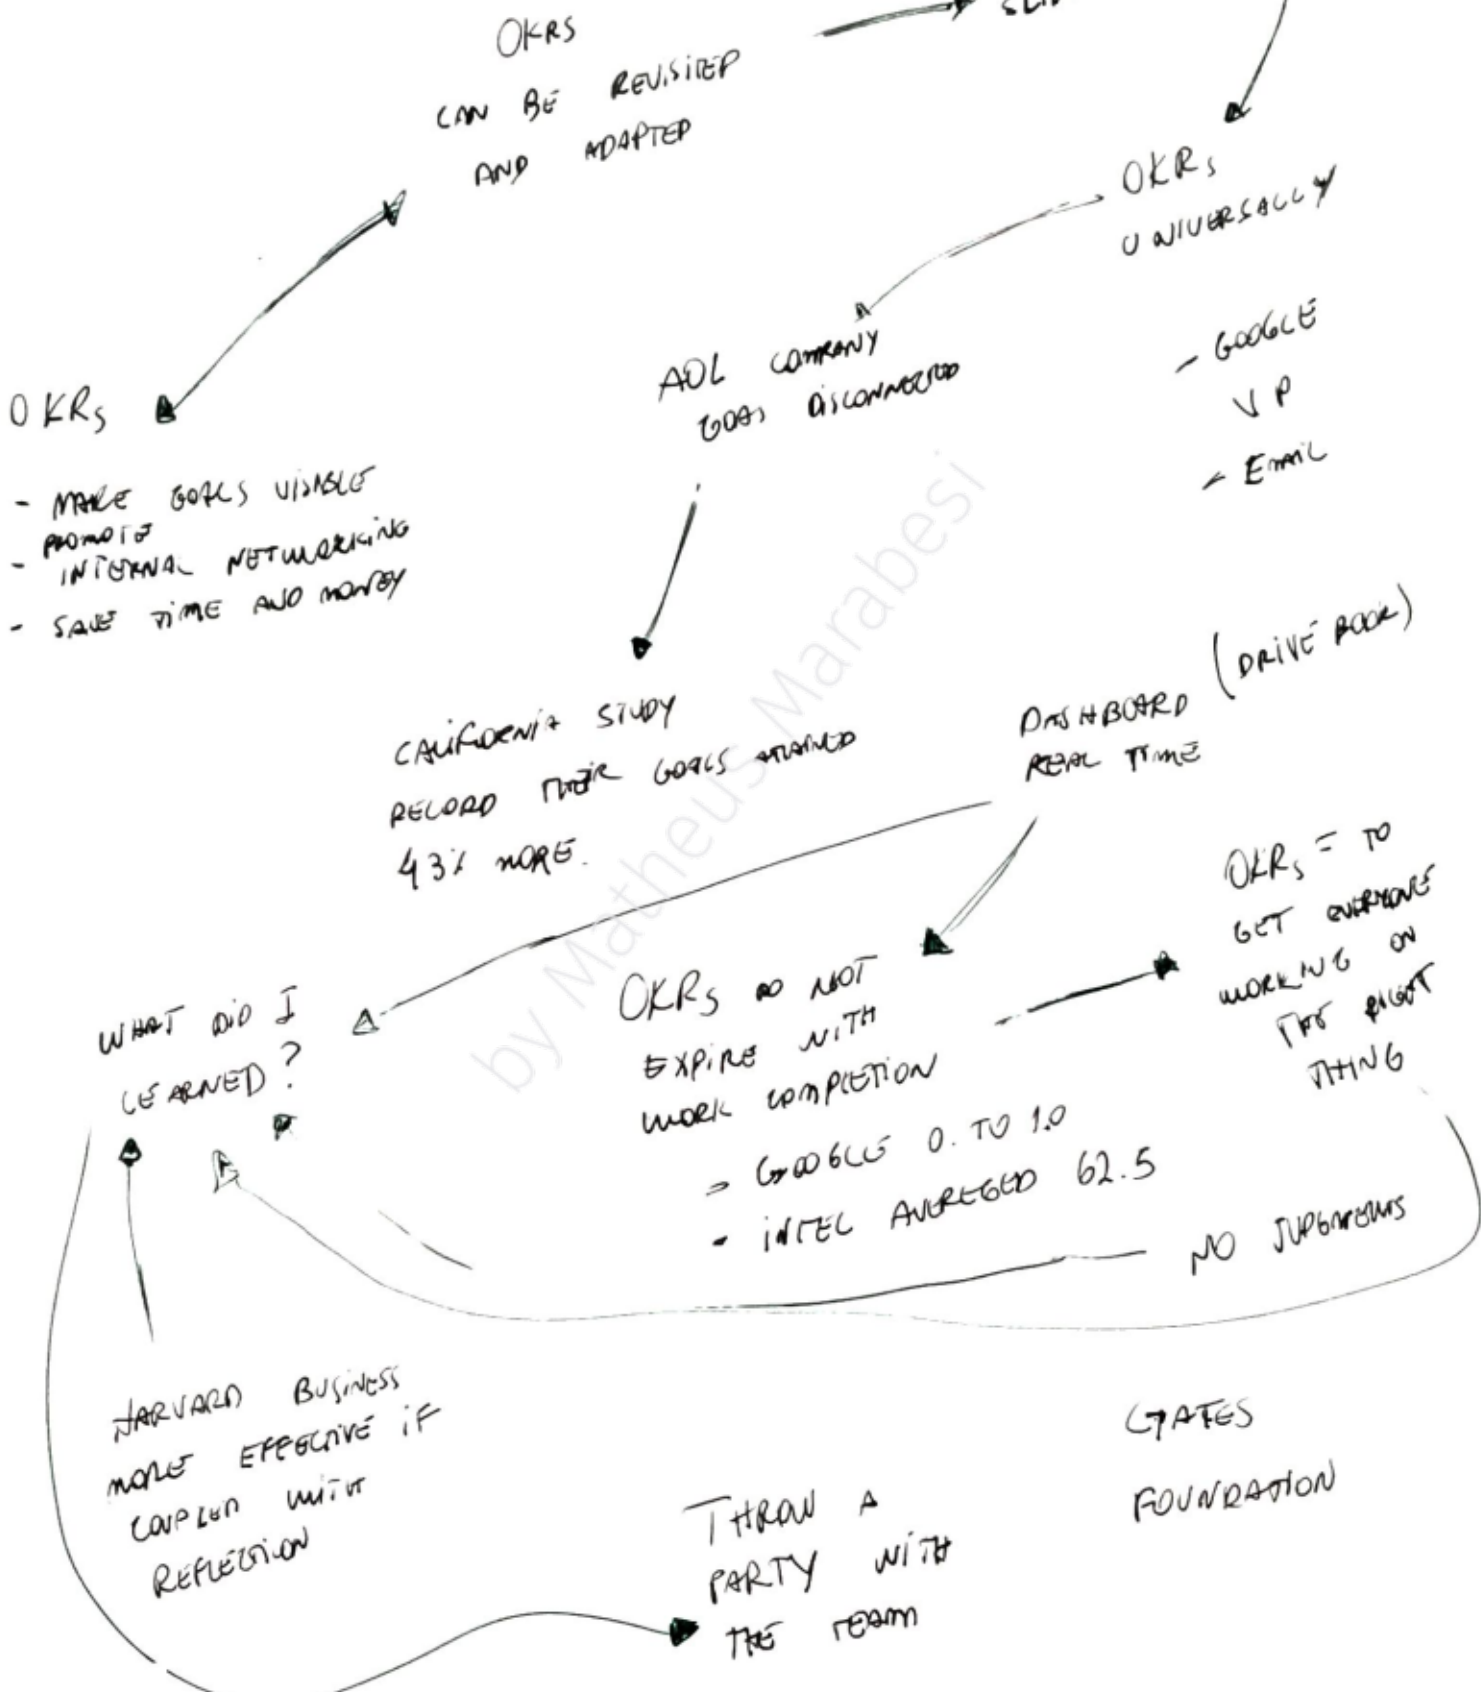 OKRs
CAN BE REVISITED
AND ADAPTED
OKRs
UNIVERSALLY
- GOOGLE
VP
- EMAIL
AOL COMPANY
GOAS DISCONNECTED
OKRs
- MAKE GOALS VISIBLE
- PROMOTE
INTERNAL NETWORKING
- SAVE TIME AND MONEY
CALIFORNIA STUDY
RECORD THEIR GOALS ATTAINED
43% MORE.
DASHBOARD (DRIVE BOOK)
REAL TIME
OKRs = TO
GET EVERYONE
WORKING ON
THE RIGHT
THING
WHAT DID I
LEARNED?
OKRs DO NOT
EXPIRE WITH
WORK COMPLETION
- GOOGLE 0. TO 1.0
- INTEL AVEREGED 62.5
NO JUDGMENTS
HARVARD BUSINESS
MORE EFFECTIVE IF
COUPLED WITH
REFLECTION
THROW A
PARTY WITH
THE TEAM
GATES
FOUNDATION
by Matheus Marabesi